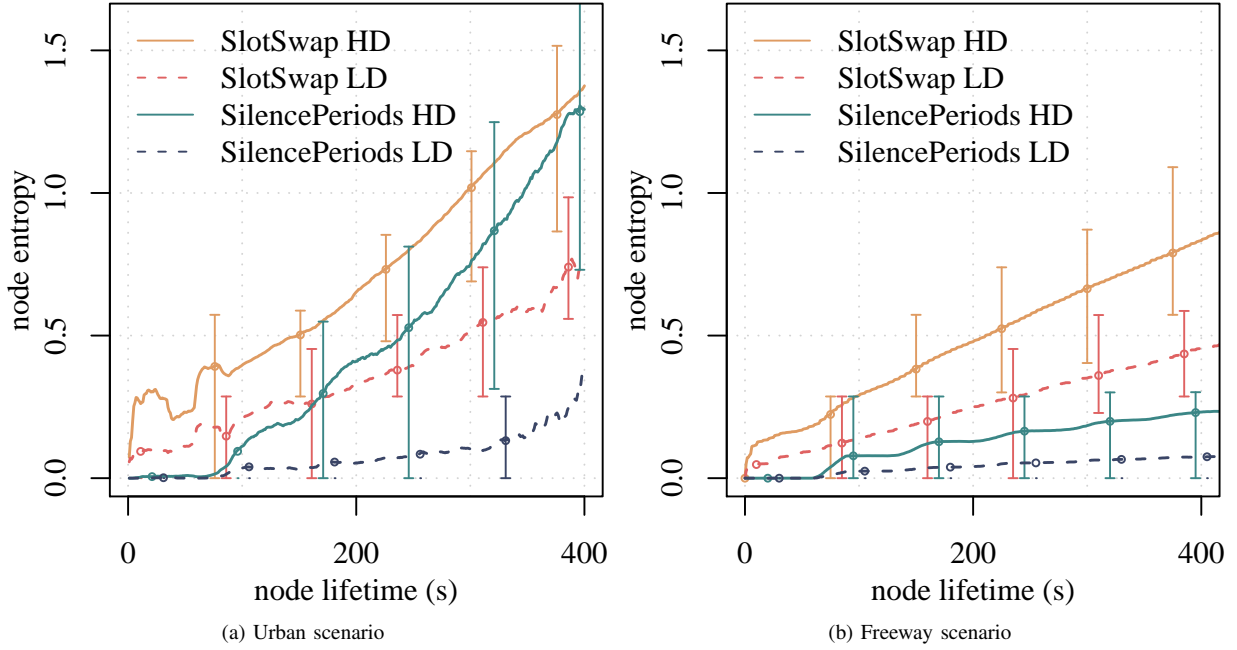 SlotSwap HD
SlotSwap LD
SilencePeriods HD
SilencePeriods LD
node entropy
0.0
0.5
1.0
1.5
0
200
400
node lifetime (s)
(a) Urban scenario
SlotSwap HD
SlotSwap LD
SilencePeriods HD
SilencePeriods LD
node entropy
0.0
0.5
1.0
1.5
0
200
400
node lifetime (s)
(b) Freeway scenario